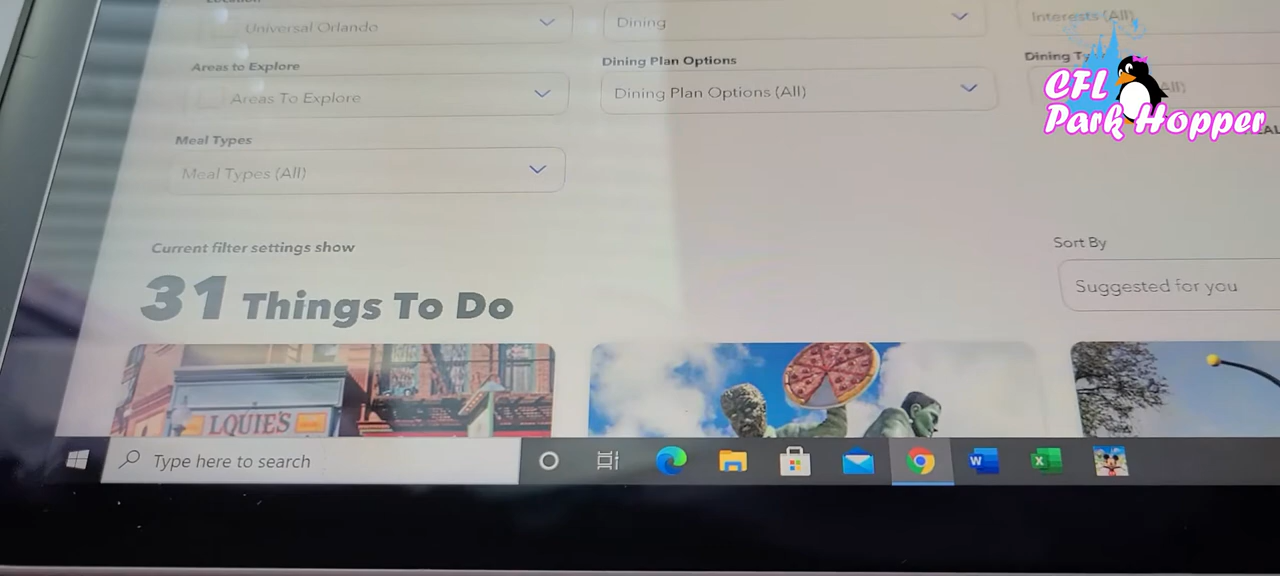 Universal Orlando
Dining
Interests (All)
Areas to Explore
Dining Plan Options
Dining
Areas To Explore
Dining Plan Options (All)
All)
CFL
Park Hopper
Meal Types
Meal Types (All)
Current filter settings show
Sort By
31 Things To Do
Suggested for you
LOUIE'S
Type here to search